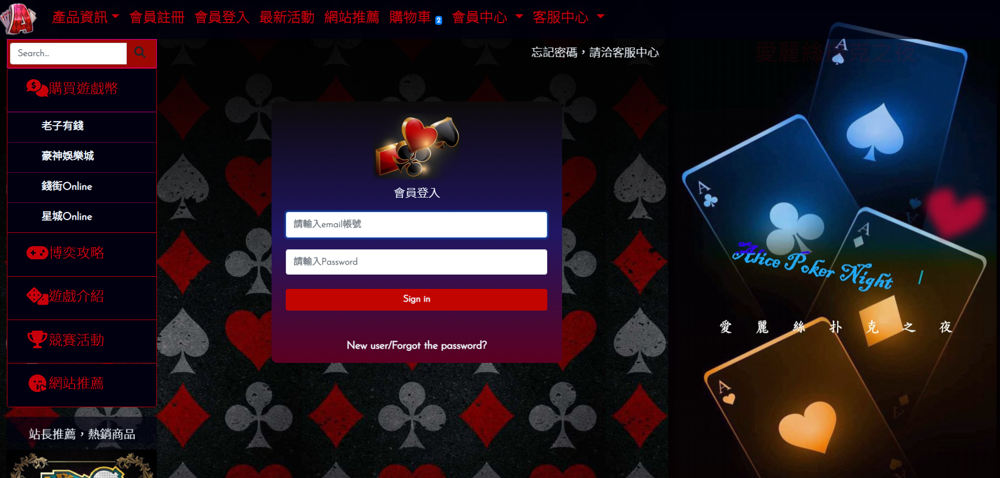 產品資訊 會員註冊 會員登入 最新活動 網站推薦 購物車 2 會員中心 客服中心
Search...
忘記密碼，請洽客服中心
愛麗絲撲克之夜
購買遊戲幣
老子有錢
豪神娛樂城
錢街Online
星城Online
博奕攻略
遊戲介紹
競賽活動
網站推薦
站長推薦，熱銷商品
會員登入
請輸入email帳號
請輸入Password
Sign in
New user/Forgot the password?
A
A
A
A
Alice Poker Night
愛麗絲扑克之夜